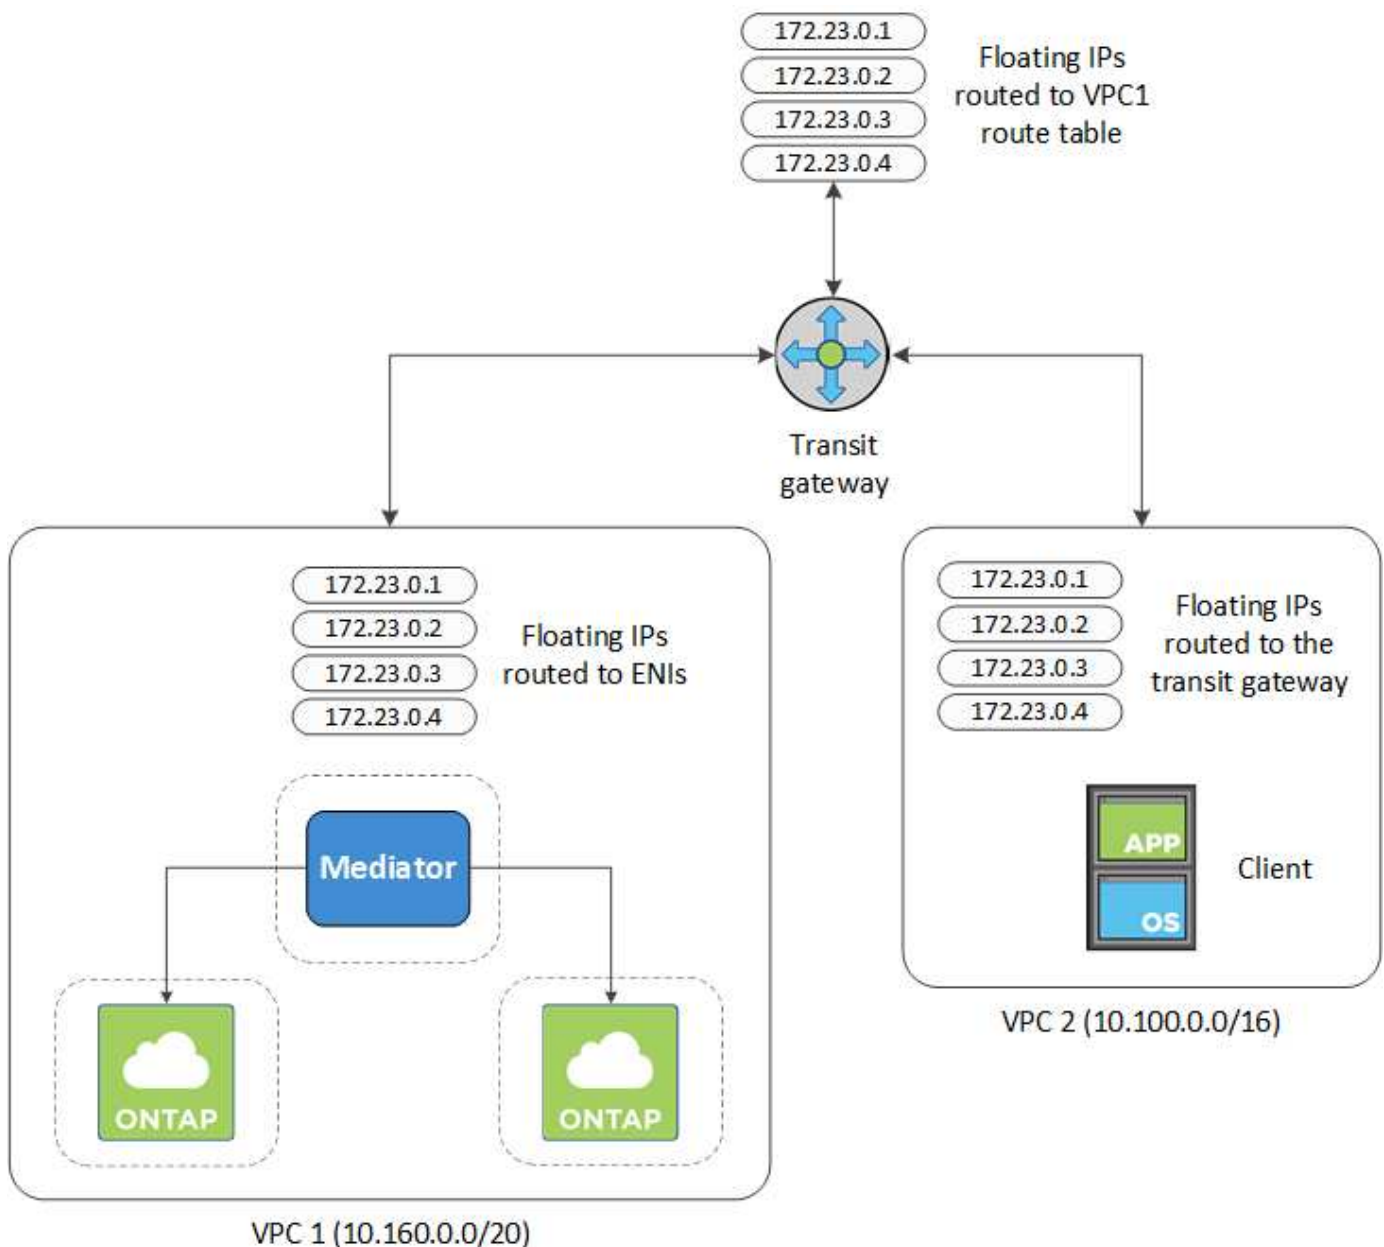 172.23.0.1
172.23.0.2
172.23.0.3
172.23.0.4
Floating IPs
routed to VPC1
route table
Transit
gateway
172.23.0.1
172.23.0.2
172.23.0.3
172.23.0.4
Floating IPs
routed to ENIs
Mediator
ONTAP
ONTAP
VPC 1 (10.160.0.0/20)
172.23.0.1
172.23.0.2
172.23.0.3
172.23.0.4
Floating IPs
routed to the
transit gateway
APP
OS
Client
VPC 2 (10.100.0.0/16)